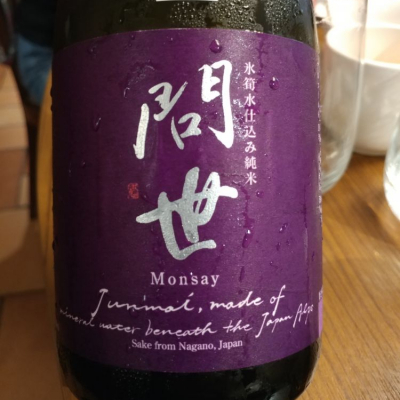 問世
氷筍水仕込み純米
Monsay
Junmai, made of
mineral water beneath the Japan Alps
Sake from Nagano, Japan